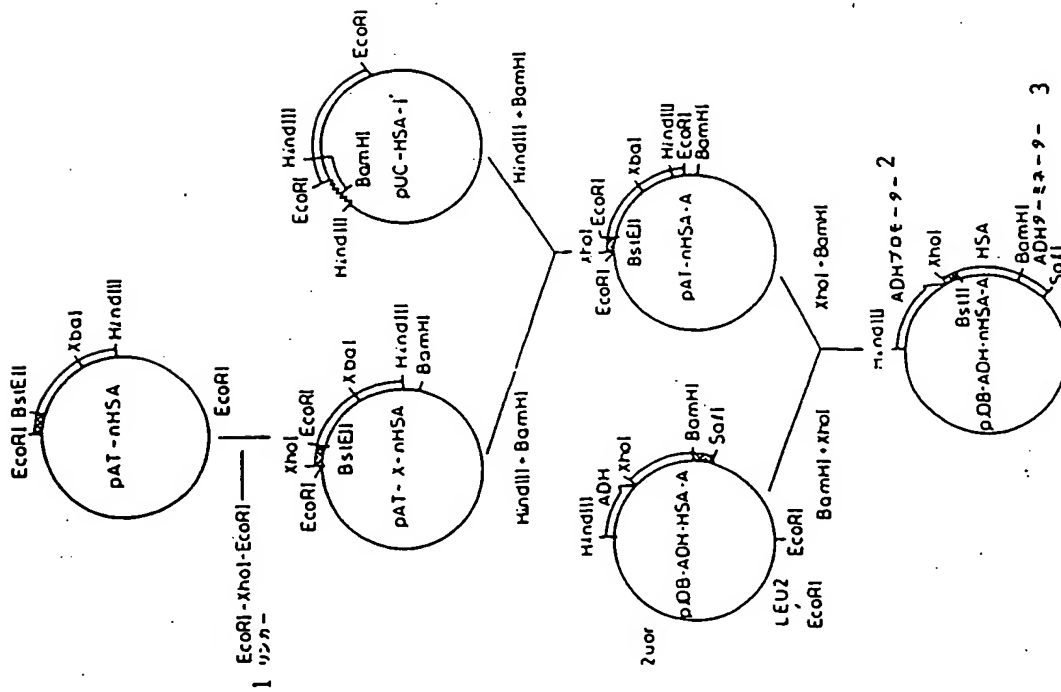 EcoRI BstEII
XbaI
HindIII
pAT-nHSA
EcoRI
EcoRI-XhoI-EcoRI
1 リンカー
EcoRI
XhoI
EcoRI
BstEII
XbaI
HindIII
BamHI
pAT-X-nHSA
HindIII
EcoRI
HindIII
BamHI
EcoRI
pUC-HSA-I'
HindIII+BamHI
HindIII+BamHI
HindIII
ADH
XhoI
BamHI
SalI
pJDB-ADH-HSA-A
2μor
LEU2
EcoRI
EcoRI
XhoI
EcoRI
EcoRI
BstEII
XbaI
HindIII
EcoRI
BamHI
pAT-nHSA-A
BamHI+XhoI
XhoI+BamHI
HindIII
ADHプロモーター 2
XhoI
HSA
BamHI
ADHターミネーター 3
SalI
pJDB-ADH-nHSA-A